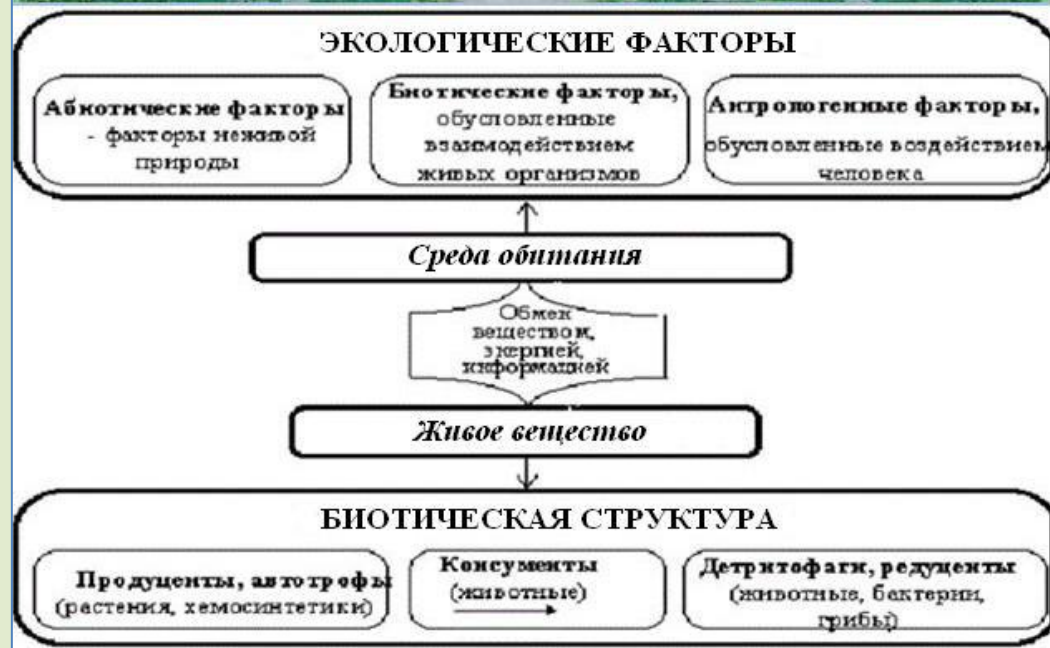 ЭКОЛОГИЧЕСКИЕ ФАКТОРЫ
Абиотические факторы
- факторы неживой
природы
Биотические факторы,
обусловленные
взаимодействием
живых организмов
Антропогенные факторы,
обусловленные воздействием
человека
Среда обитания
Обмен
веществом,
энергией,
информацией
Живое вещество
БИОТИЧЕСКАЯ СТРУКТУРА
Продуценты, автотрофы
(растения, хемосинтетики)
Консументы
(животные)
Детритофаги, редуценты
(животные, бактерии,
грибы)